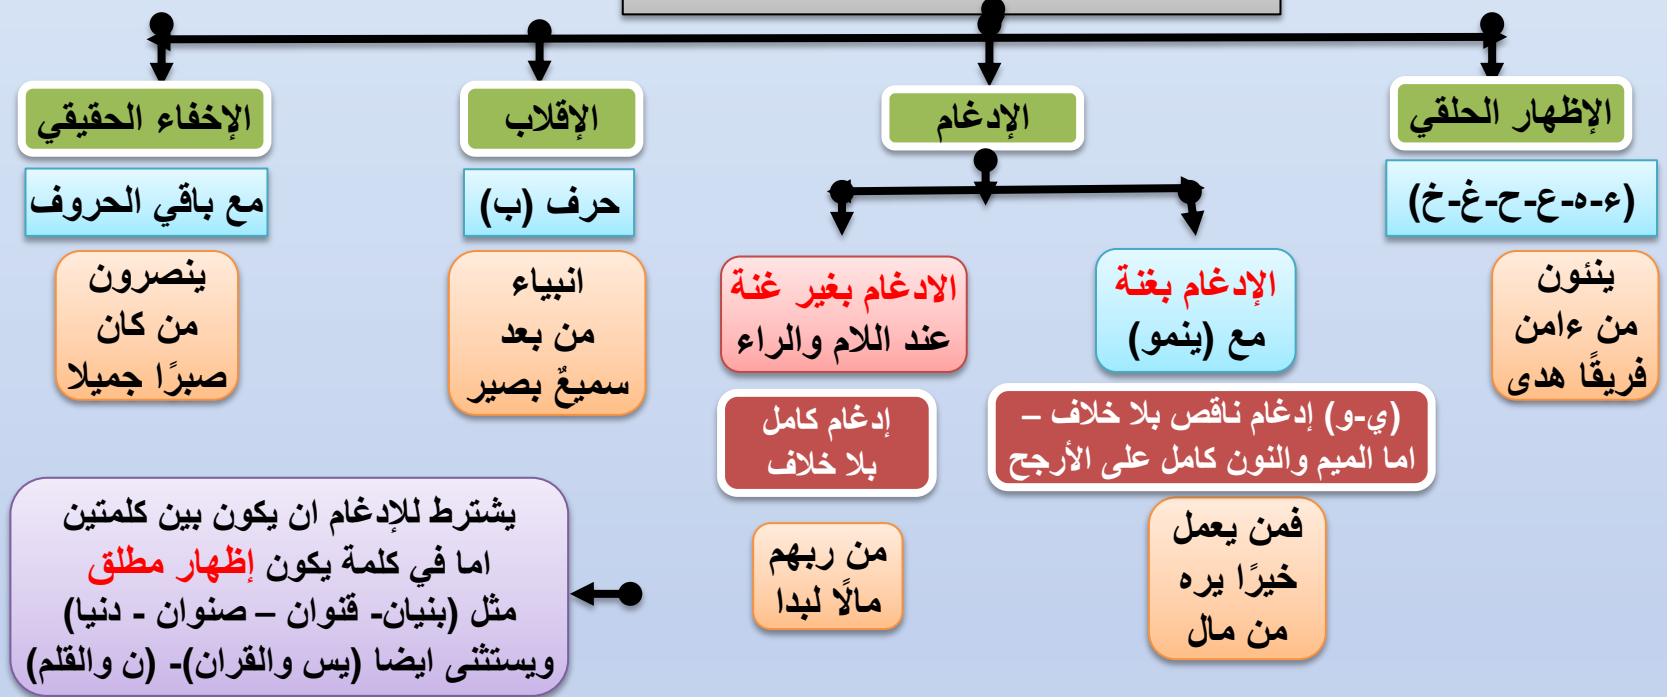 الإظهار الحلقي
(ء-ه-ع-ح-غ-خ)
ينئون
من ءامن
فريقًا هدى
الإدغام
الإدغام بغنة
مع (ينمو)
(ي-و) إدغام ناقص بلا خلاف –
اما الميم والنون كامل على الأرجح
فمن يعمل
خيرًا يره
من مال
الادغام بغير غنة
عند اللام والراء
إدغام كامل
بلا خلاف
من ربهم
مالًا لبدا
يشترط للإدغام ان يكون بين كلمتين
اما في كلمة يكون إظهار مطلق
مثل (بنيان- قنوان – صنوان - دنيا)
ويستثنى ايضا (يس والقران)- (ن والقلم)
الإقلاب
حرف (ب)
انبياء
من بعد
سميعٌ بصير
الإخفاء الحقيقي
مع باقي الحروف
ينصرون
من كان
صبرًا جميلا